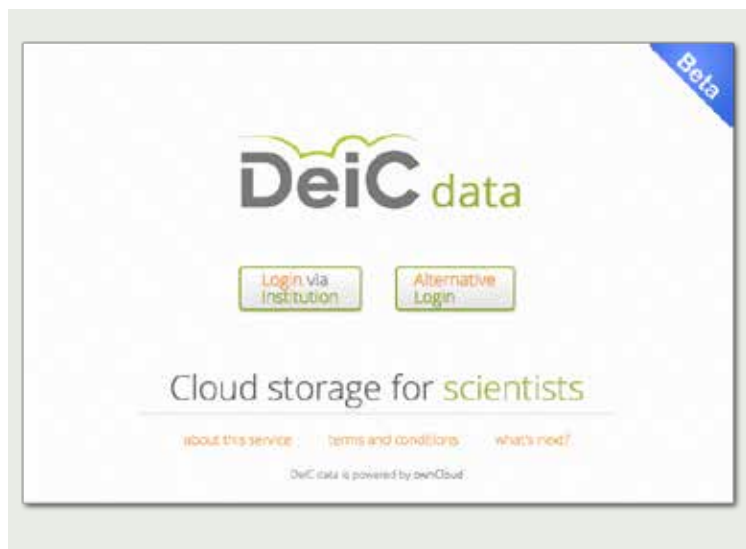 Beta
DeiC data
Login via Institution
Alternative Login
Cloud storage for scientists
about this service terms and conditions what's next?
DeiC data is powered by ownCloud